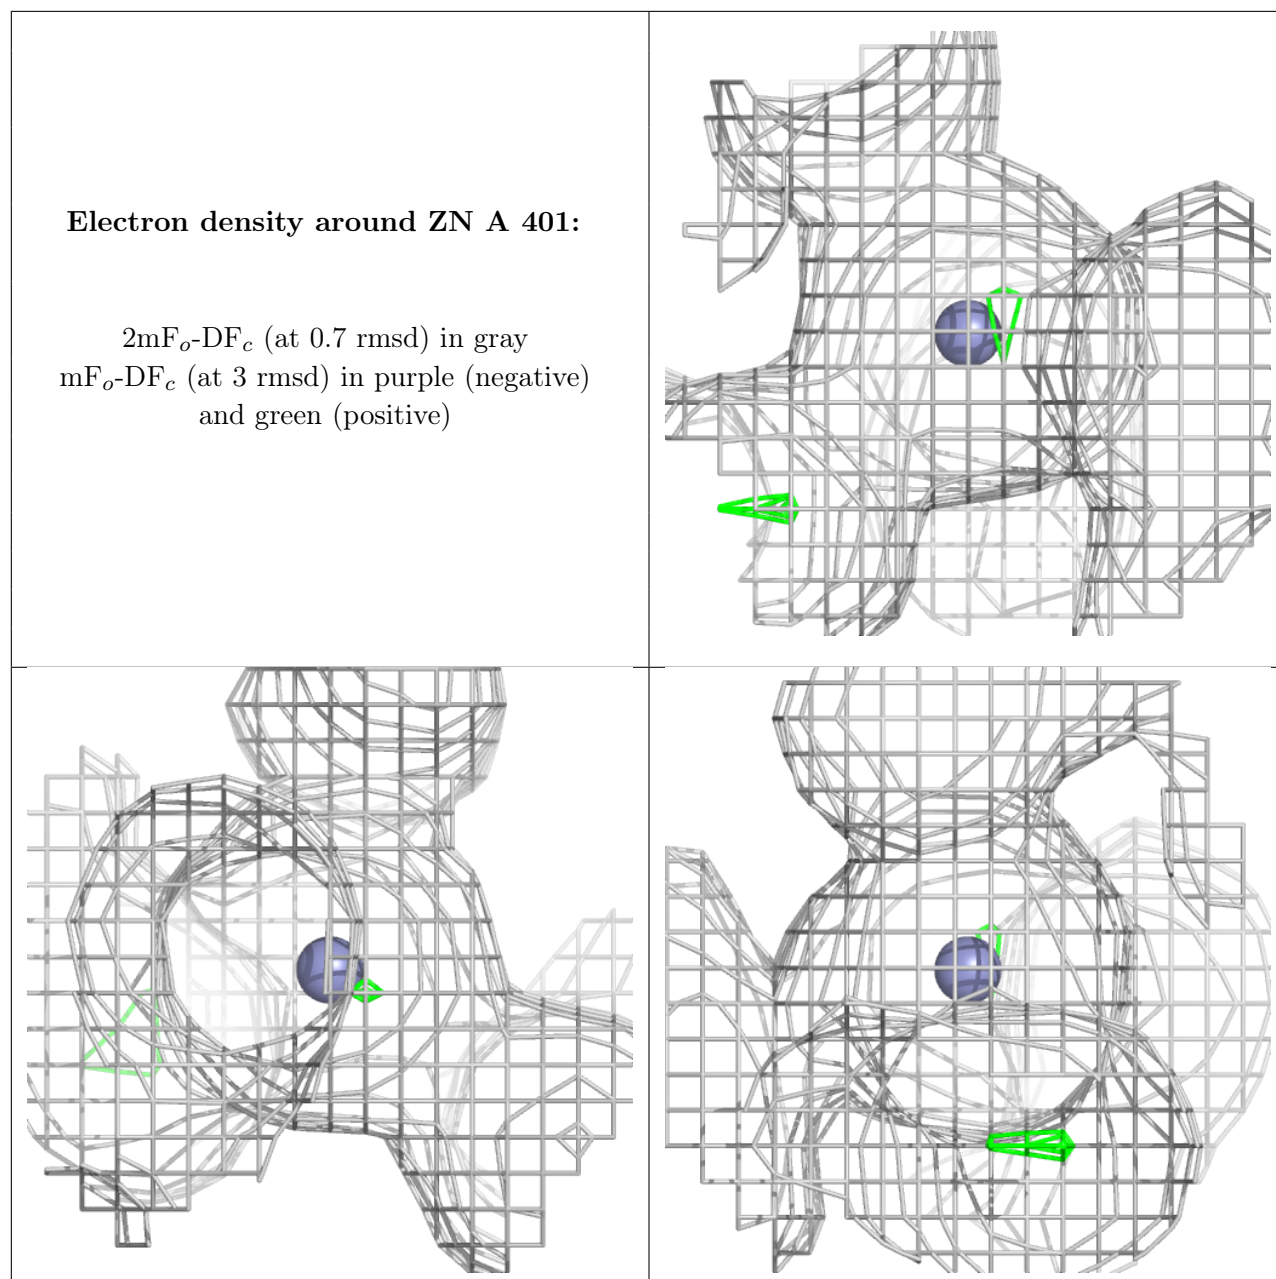 Electron density around ZN A 401:
2mFo-DFc (at 0.7 rmsd) in gray
mFo-DFc (at 3 rmsd) in purple (negative)
and green (positive)